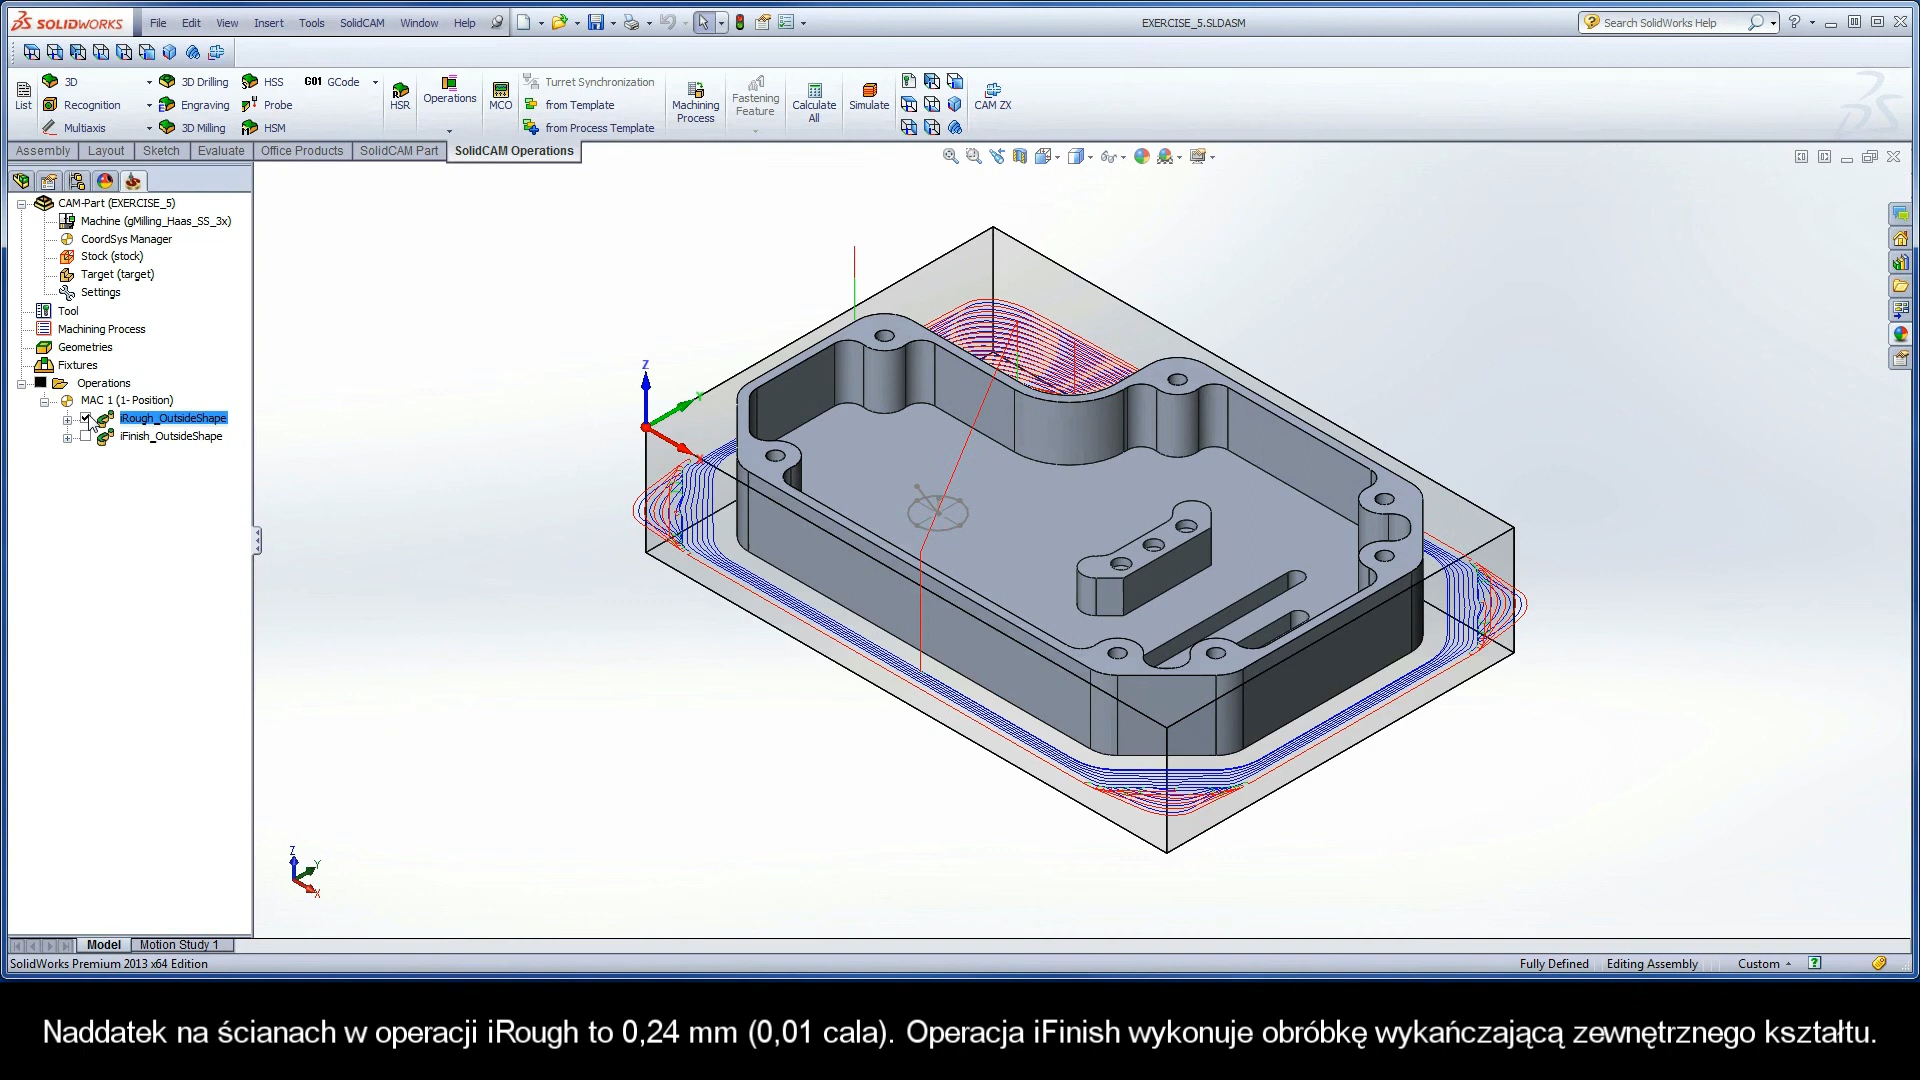 SOLIDWORKS File Edit View Insert Tools SolidCAM Window Help EXERCISE_5.SLDASM Search SolidWorks Help
3D 3D Drilling HSS G01 GCode Turret Synchronization
List Recognition Engraving Probe HSR Operations MCO from Template Machining Process Fastening Feature Calculate All Simulate CAM ZX
Multiaxis 3D Milling HSM from Process Template
Assembly Layout Sketch Evaluate Office Products SolidCAM Part SolidCAM Operations
CAM-Part (EXERCISE_5)
Machine (gMilling_Haas_SS_3x)
CoordSys Manager
Stock (stock)
Target (target)
Settings
Tool
Machining Process
Geometries
Fixtures
Operations
MAC 1 (1- Position)
iRough_OutsideShape
iFinish_OutsideShape
Z
Z
Y
X
Model Motion Study 1
SolidWorks Premium 2013 x64 Edition Fully Defined Editing Assembly Custom
Naddatek na ścianach w operacji iRough to 0,24 mm (0,01 cala). Operacja iFinish wykonuje obróbkę wykańczającą zewnętrznego kształtu.